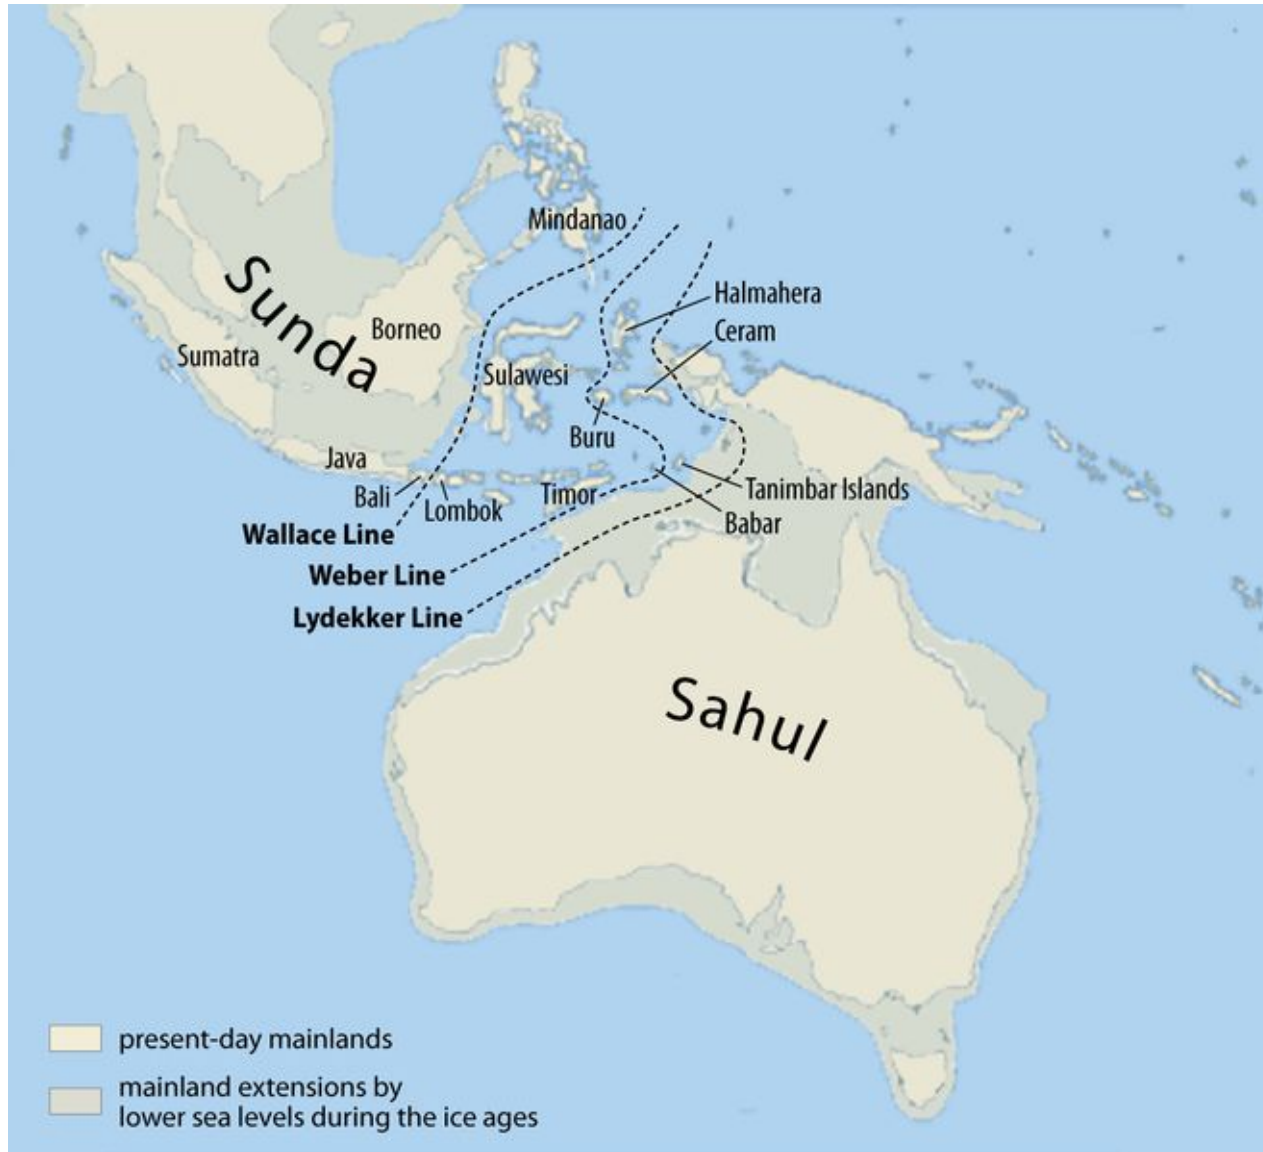 Mindanao
Halmahera
Ceram
Sunda
Borneo
Sumatra
Sulawesi
Buru
Java
Bali
Lombok
Timor
Tanimbar Islands
Babar
Wallace Line
Weber Line
Lydekker Line
Sahul
present-day mainlands
mainland extensions by
lower sea levels during the ice ages